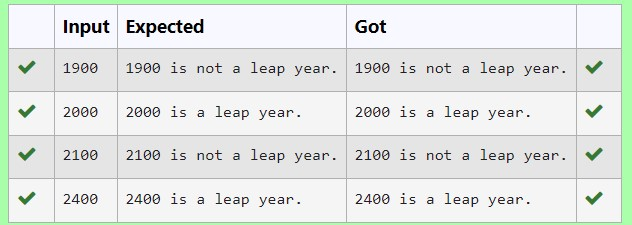 Input Expected Got
1900 1900 is not a leap year. 1900 is not a leap year.
2000 2000 is a leap year. 2000 is a leap year.
2100 2100 is not a leap year. 2100 is not a leap year.
2400 2400 is a leap year. 2400 is a leap year.